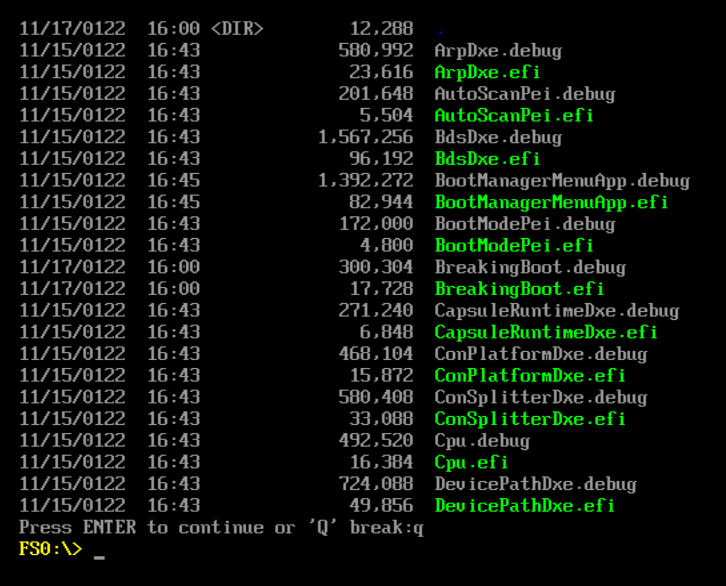 11/17/0122 16:00 <DIR> 12,288 .
11/15/0122 16:43 580,992 ArpDxe.debug
11/15/0122 16:43 23,616 ArpDxe.efi
11/15/0122 16:43 201,648 AutoScanPei.debug
11/15/0122 16:43 5,504 AutoScanPei.efi
11/15/0122 16:43 1,567,256 BdsDxe.debug
11/15/0122 16:43 96,192 BdsDxe.efi
11/15/0122 16:45 1,392,272 BootManagerMenuApp.debug
11/15/0122 16:45 82,944 BootManagerMenuApp.efi
11/15/0122 16:43 172,000 BootModePei.debug
11/15/0122 16:43 4,800 BootModePei.efi
11/17/0122 16:00 300,304 BreakingBoot.debug
11/17/0122 16:00 17,728 BreakingBoot.efi
11/15/0122 16:43 271,240 CapsuleRuntimeDxe.debug
11/15/0122 16:43 6,848 CapsuleRuntimeDxe.efi
11/15/0122 16:43 468,104 ConPlatformDxe.debug
11/15/0122 16:43 15,872 ConPlatformDxe.efi
11/15/0122 16:43 580,408 ConSplitterDxe.debug
11/15/0122 16:43 33,088 ConSplitterDxe.efi
11/15/0122 16:43 492,520 Cpu.debug
11/15/0122 16:43 16,384 Cpu.efi
11/15/0122 16:43 724,088 DevicePathDxe.debug
11/15/0122 16:43 49,856 DevicePathDxe.efi
Press ENTER to continue or 'Q' break:q
FS0:\> _